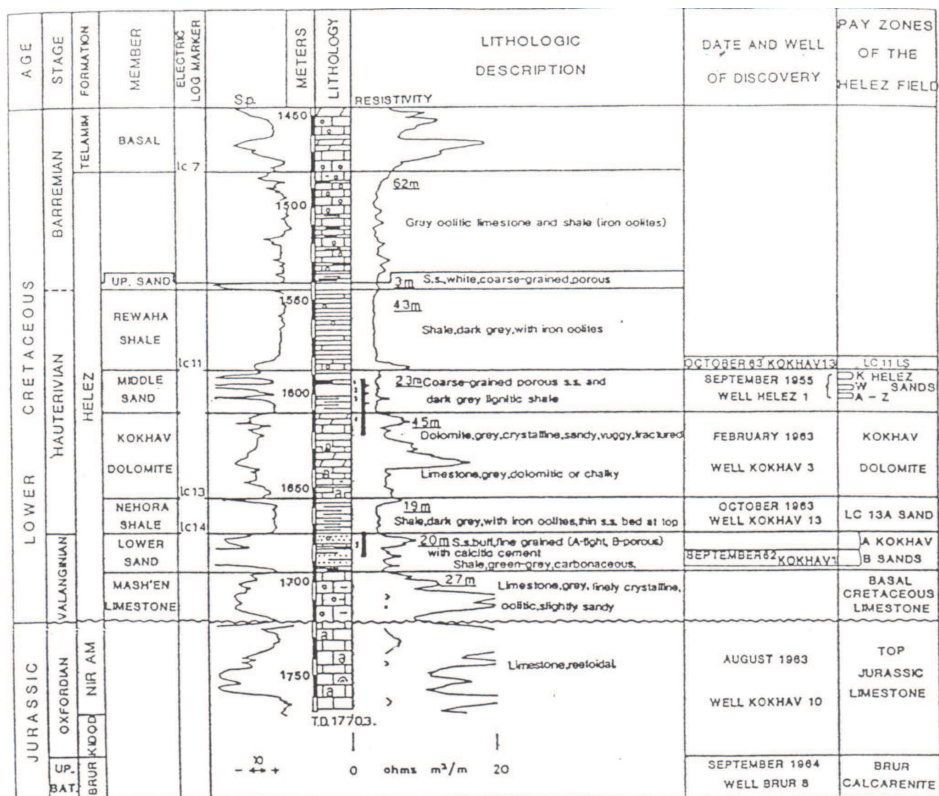 AGE
STAGE
FORMATION
MEMBER
ELECTRIC
LOG MARKER
METERS
LITHOLOGY
LITHOLOGIC
DESCRIPTION
DATE AND WELL
OF DISCOVERY
PAY ZONES
OF THE
HELEZ FIELD
S.p.
RESISTIVITY
LOWER CRETACEOUS
JURASSIC
BARREMIAN
HAUTERIVIAN
VALANGINIAN
OXFORDIAN
UP.
BAT.
TELAMIM
HELEZ
NIR AM
KIDOD
BRUR
BASAL
lc 7
1450
62m
1500
Gray oolitic limestone and shale (iron oolites)
UP. SAND
3m S.s., white, coarse-grained, porous
1550
REWAHA
SHALE
43m
Shale, dark grey, with iron oolites
lc11
OCTOBER 63 KOKHAV 13
LC 11 LS
MIDDLE
SAND
1600
23m Coarse-grained porous s.s. and
dark grey lignitic shale
SEPTEMBER 1955
WELL HELEZ 1
K HELEZ
W SANDS
A - Z
KOKHAV
DOLOMITE
45m
Dolomite, grey, crystalline, sandy, vuggy, fractured
Limestone, grey, dolomitic or chalky
FEBRUARY 1963
WELL KOKHAV 3
KOKHAV
DOLOMITE
a
a
lc13
1650
NEHORA
SHALE
lc14
19m
Shale, dark grey, with iron oolites, thin s.s. bed at top
OCTOBER 1963
WELL KOKHAV 13
LC 13A SAND
LOWER
SAND
20m S.s. buff, fine grained (A-tight, B-porous)
with calcitic cement
Shale, green-grey, carbonaceous.
SEPTEMBER 62 KOKHAV 1
A KOKHAV
B SANDS
MASH'EN
LIMESTONE
1700
27m
Limestone, grey, finely crystalline,
oolitic, slightly sandy
BASAL
CRETACEOUS
LIMESTONE
a
a
a
1750
Limestone, reefoidal.
AUGUST 1963
WELL KOKHAV 10
TOP
JURASSIC
LIMESTONE
T.D. 1770.3.
- 10 +
0 ohms m²/m 20
SEPTEMBER 1964
WELL BRUR 8
BRUR
CALCARENITE